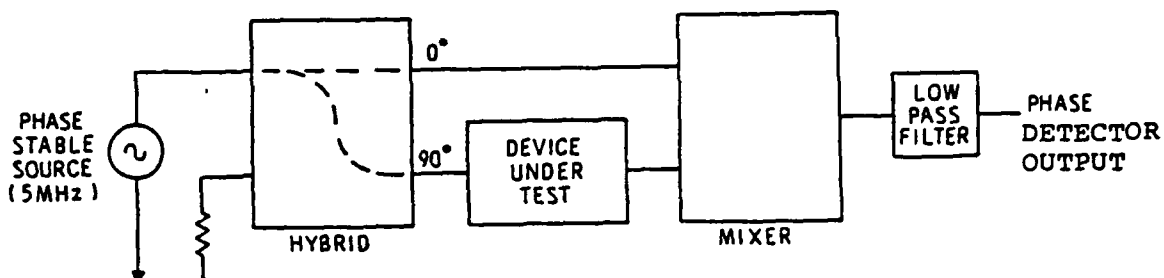 PHASE
STABLE
SOURCE
(5MHz)
0°
90°
HYBRID
DEVICE
UNDER
TEST
MIXER
LOW
PASS
FILTER
PHASE
DETECTOR
OUTPUT